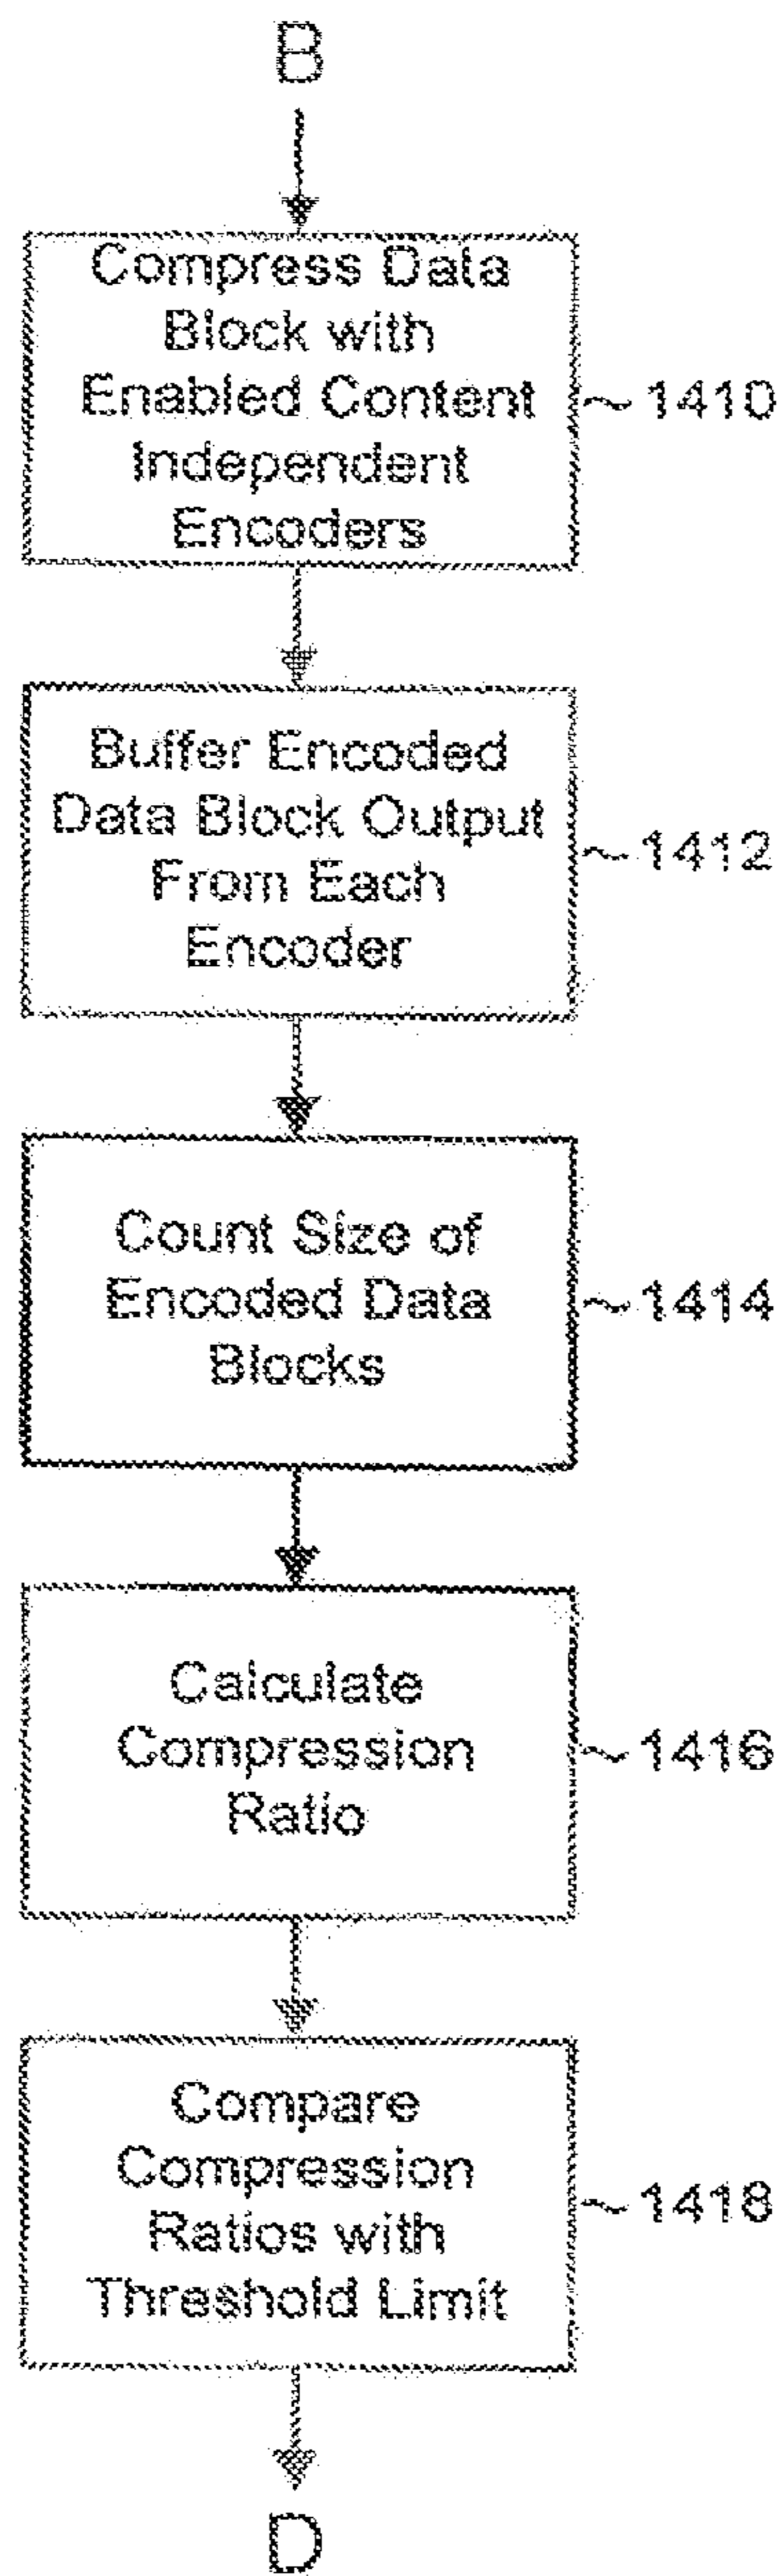 B
Compress Data
Block with
Enabled Content
Independent
Encoders
~ 1410
Buffer Encoded
Data Block Output
From Each
Encoder
~ 1412
Count Size of
Encoded Data
Blocks
~ 1414
Calculate
Compression
Ratio
~ 1416
Compare
Compression
Ratios with
Threshold Limit
~ 1418
D